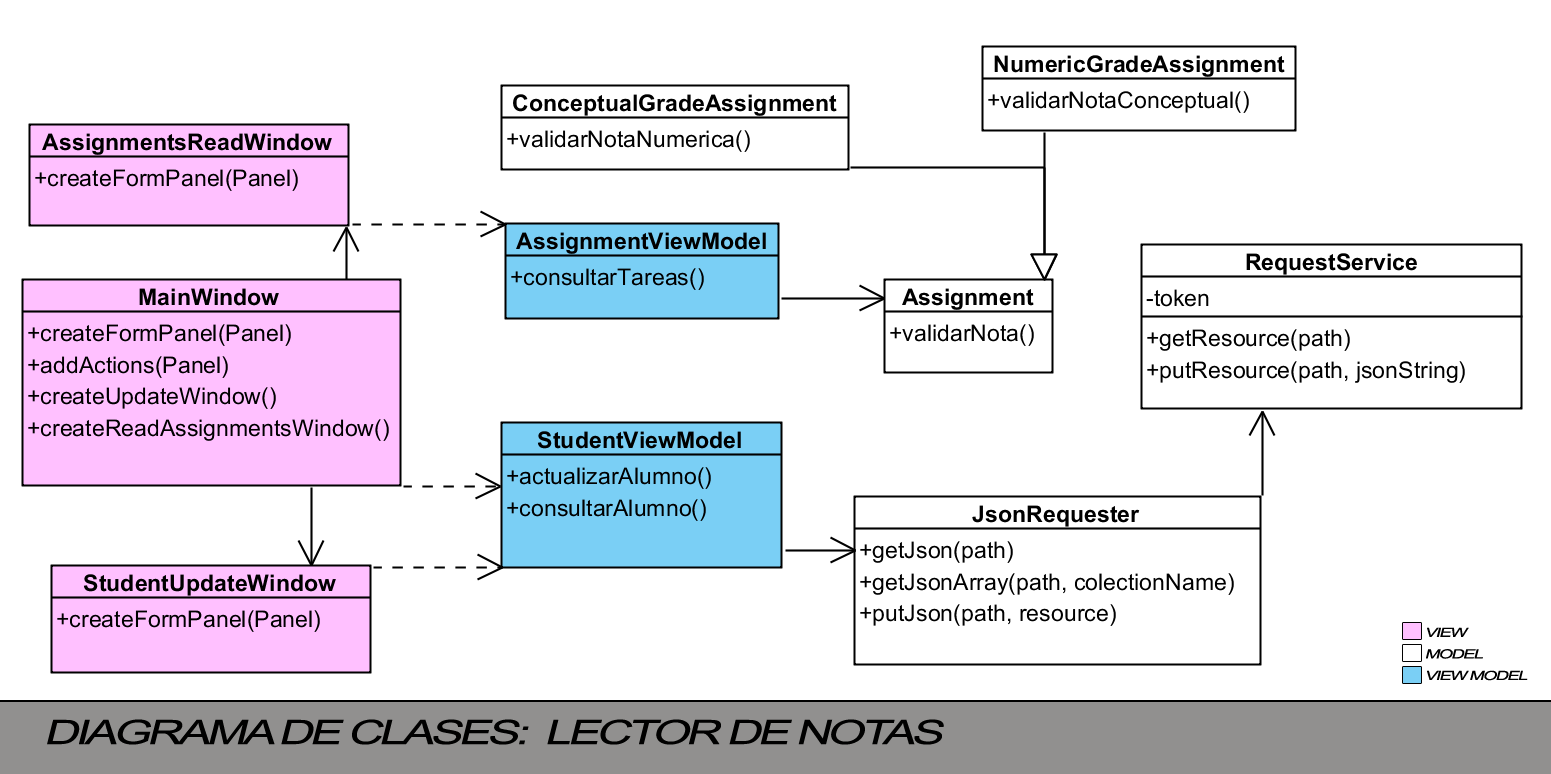 NumericGradeAssignment
+validarNotaConceptual()
ConceptualGradeAssignment
+validarNotaNumerica()
AssignmentsReadWindow
+createFormPanel(Panel)
AssignmentViewModel
+consultarTareas()
RequestService
-token
+getResource(path)
+putResource(path, jsonString)
MainWindow
+createFormPanel(Panel)
+addActions(Panel)
+createUpdateWindow()
+createReadAssignmentsWindow()
Assignment
+validarNota()
StudentViewModel
+actualizarAlumno()
+consultarAlumno()
JsonRequester
+getJson(path)
+getJsonArray(path, colectionName)
+putJson(path, resource)
StudentUpdateWindow
+createFormPanel(Panel)
VIEW
MODEL
VIEW MODEL
DIAGRAMA DE CLASES: LECTOR DE NOTAS